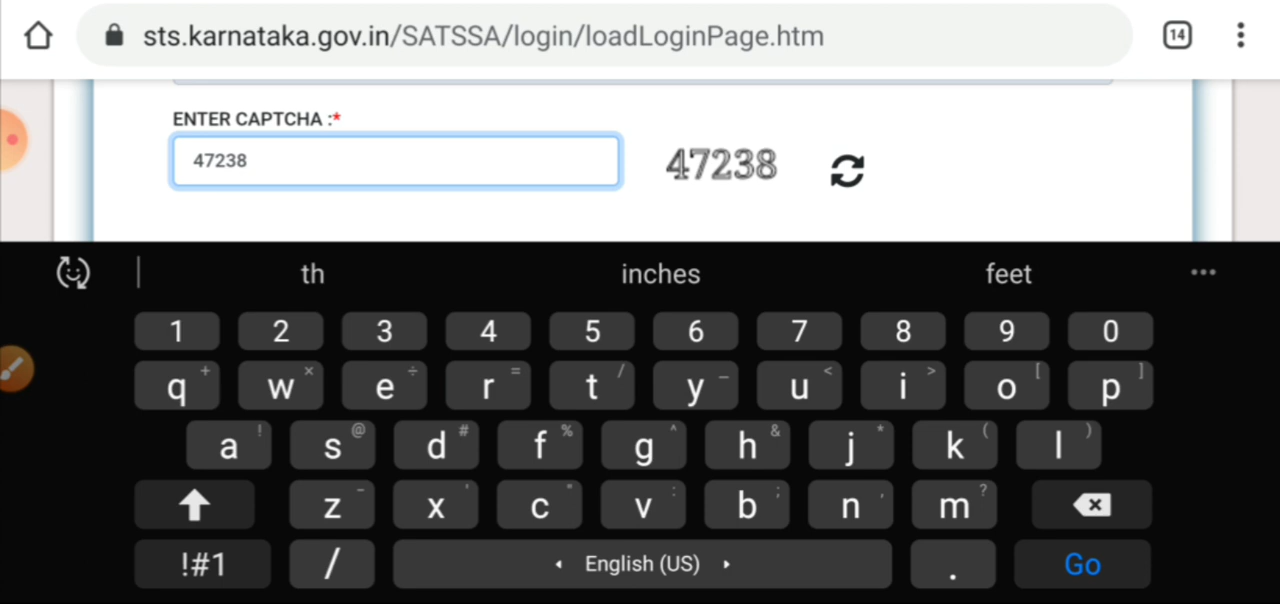 sts.karnataka.gov.in/SATSSA/login/loadLoginPage.htm 14
ENTER CAPTCHA :*
47238 47238
th inches feet
1 2 3 4 5 6 7 8 9 0
q + w × e ÷ r = t / y _ u < i > o [ p ]
a ! s @ d # f % g ^ h & j * k ( l )
z - x ' c " v : b ; n , m ?
!#1 / English (US) . Go